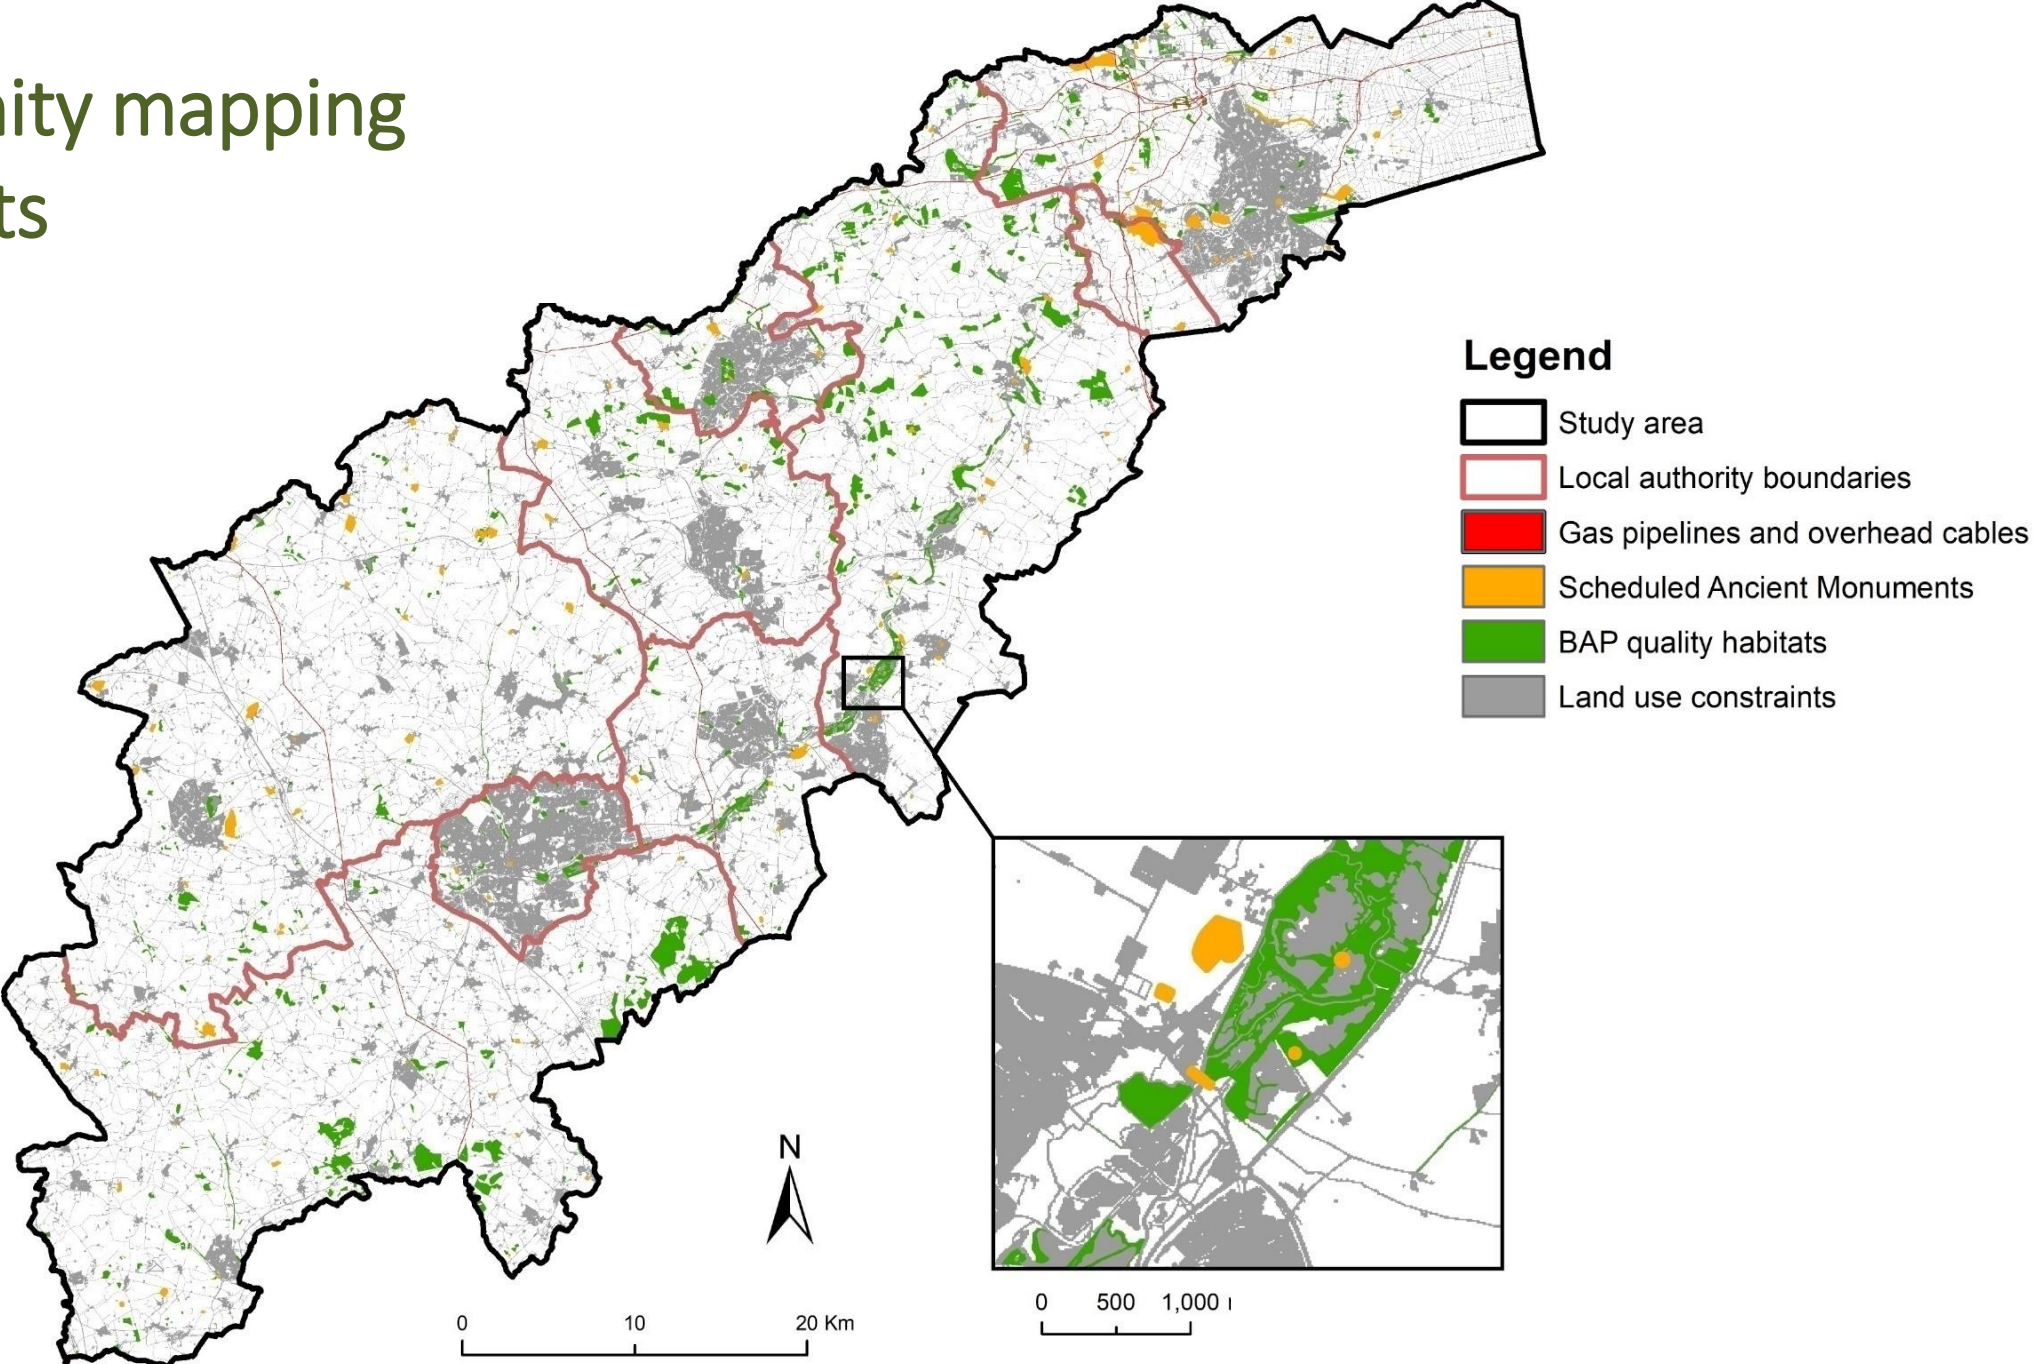 nity mapping
ts
Legend
Study area
Local authority boundaries
Gas pipelines and overhead cables
Scheduled Ancient Monuments
BAP quality habitats
Land use constraints
N
0 10 20 Km
0 500 1,000